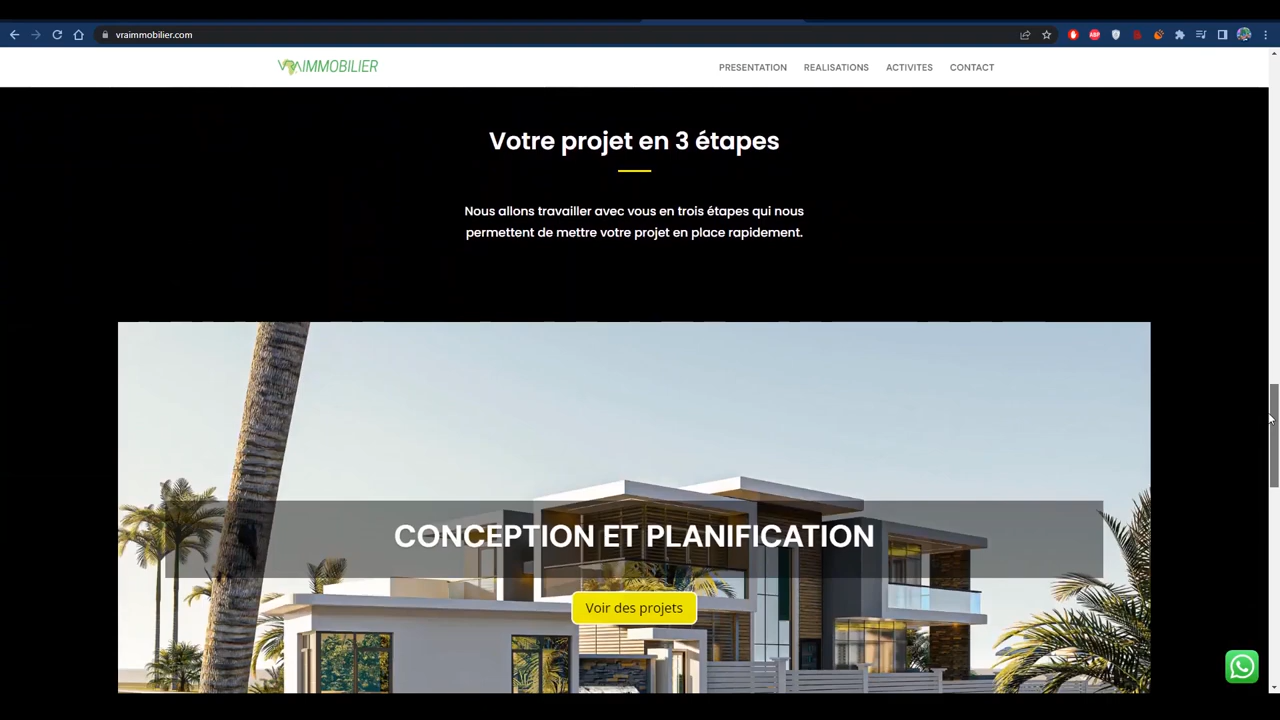 vraimmobilier.com
VRAIMMOBILIER
PRESENTATION REALISATIONS ACTIVITES CONTACT
Votre projet en 3 étapes
Nous allons travailler avec vous en trois étapes qui nous
permettent de mettre votre projet en place rapidement.
CONCEPTION ET PLANIFICATION
Voir des projets